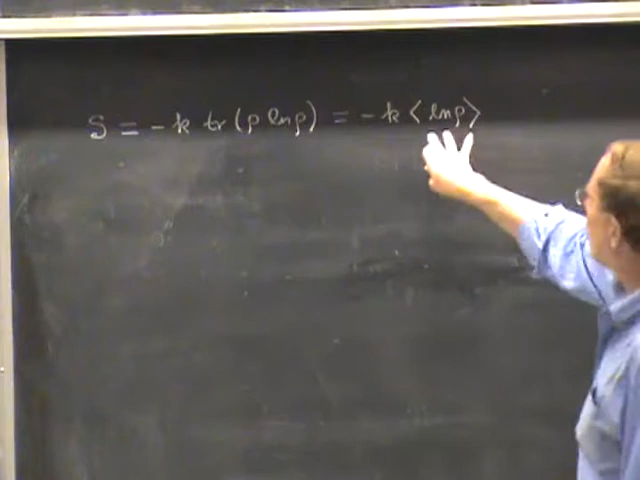 S = -k tr(ρ lnρ) = -k⟨lnρ⟩